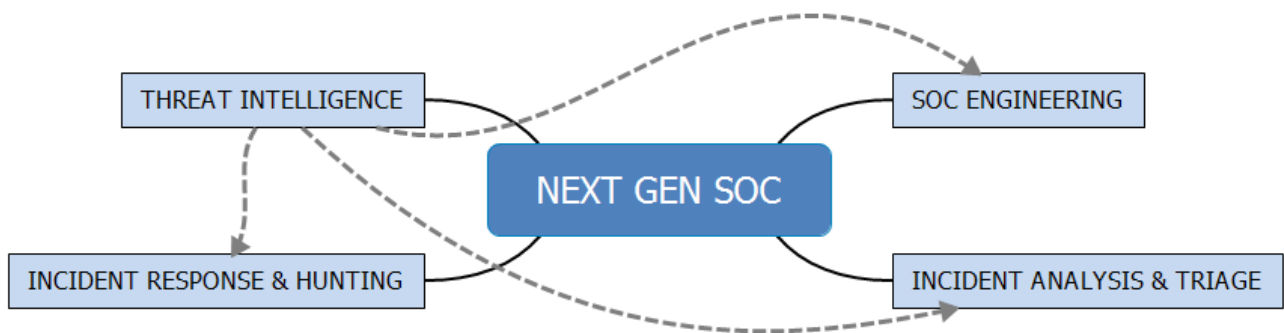 THREAT INTELLIGENCE
SOC ENGINEERING
NEXT GEN SOC
INCIDENT RESPONSE & HUNTING
INCIDENT ANALYSIS & TRIAGE